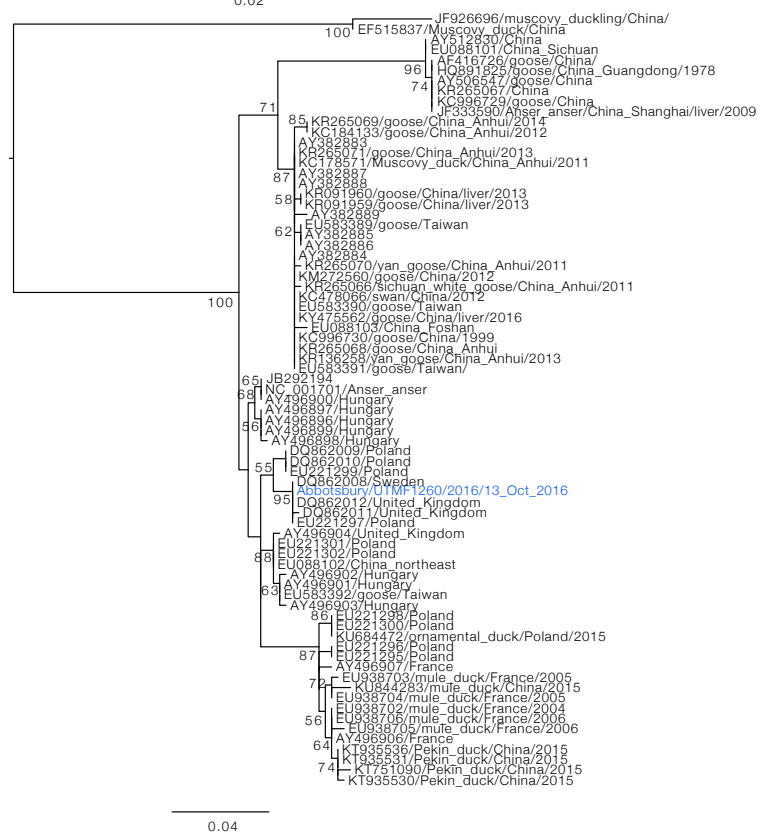 0.02
JF926696/muscovy_duckling/China/
100
EF515837/Muscovy_duck/China
AY512830/China
EU088101/China_Sichuan
AF416726/goose/China/
96
HQ891825/goose/China_Guangdong/1978
AY506547/goose/China
74
KR265067/China
KC996729/goose/China
71
JF333590/Anser_anser/China_Shanghai/liver/2009
85
KR265069/goose/China_Anhui/2014
KC184133/goose/China_Anhui/2012
AY382883
KR265071/goose/China_Anhui/2013
KC178571/Muscovy_duck/China_Anhui/2011
87
AY382887
AY382888
KR091960/goose/China/liver/2013
58
KR091959/goose/China/liver/2013
AY382889
EU583389/goose/Taiwan
62
AY382885
AY382886
AY382884
KR265070/yan_goose/China_Anhui/2011
KM272560/goose/China/2012
KR265066/sichuan_white_goose/China_Anhui/2011
KC478066/swan/China/2012
100
EU583390/goose/Taiwan
KY475562/goose/China/liver/2016
EU088103/China_Foshan
KC996730/goose/China/1999
KR265068/goose/China_Anhui
KR136258/yan_goose/China_Anhui/2013
EU583391/goose/Taiwan/
65
JB292194
68
NC_001701/Anser_anser
AY496900/Hungary
AY496897/Hungary
AY496896/Hungary
56
AY496899/Hungary
AY496898/Hungary
DQ862009/Poland
DQ862010/Poland
55
EU221299/Poland
DQ862008/Sweden
Abbotsbury/UTMF1260/2016/13_Oct_2016
95
DQ862012/United_Kingdom
DQ862011/United_Kingdom
EU221297/Poland
AY496904/United_Kingdom
EU221301/Poland
88
EU221302/Poland
EU088102/China_northeast
AY496902/Hungary
AY496901/Hungary
63
EU583392/goose/Taiwan
AY496903/Hungary
86
EU221298/Poland
EU221300/Poland
KU684472/ornamental_duck/Poland/2015
EU221296/Poland
87
EU221295/Poland
AY496907/France
EU938703/mule_duck/France/2005
72
KU844283/mule_duck/China/2015
EU938704/mule_duck/France/2005
EU938702/mule_duck/France/2004
56
EU938706/mule_duck/France/2006
EU938705/mule_duck/France/2006
AY496906/France
64
KT935536/Pekin_duck/China/2015
KT935531/Pekin_duck/China/2015
74
KT751090/Pekin_duck/China/2015
KT935530/Pekin_duck/China/2015
0.04